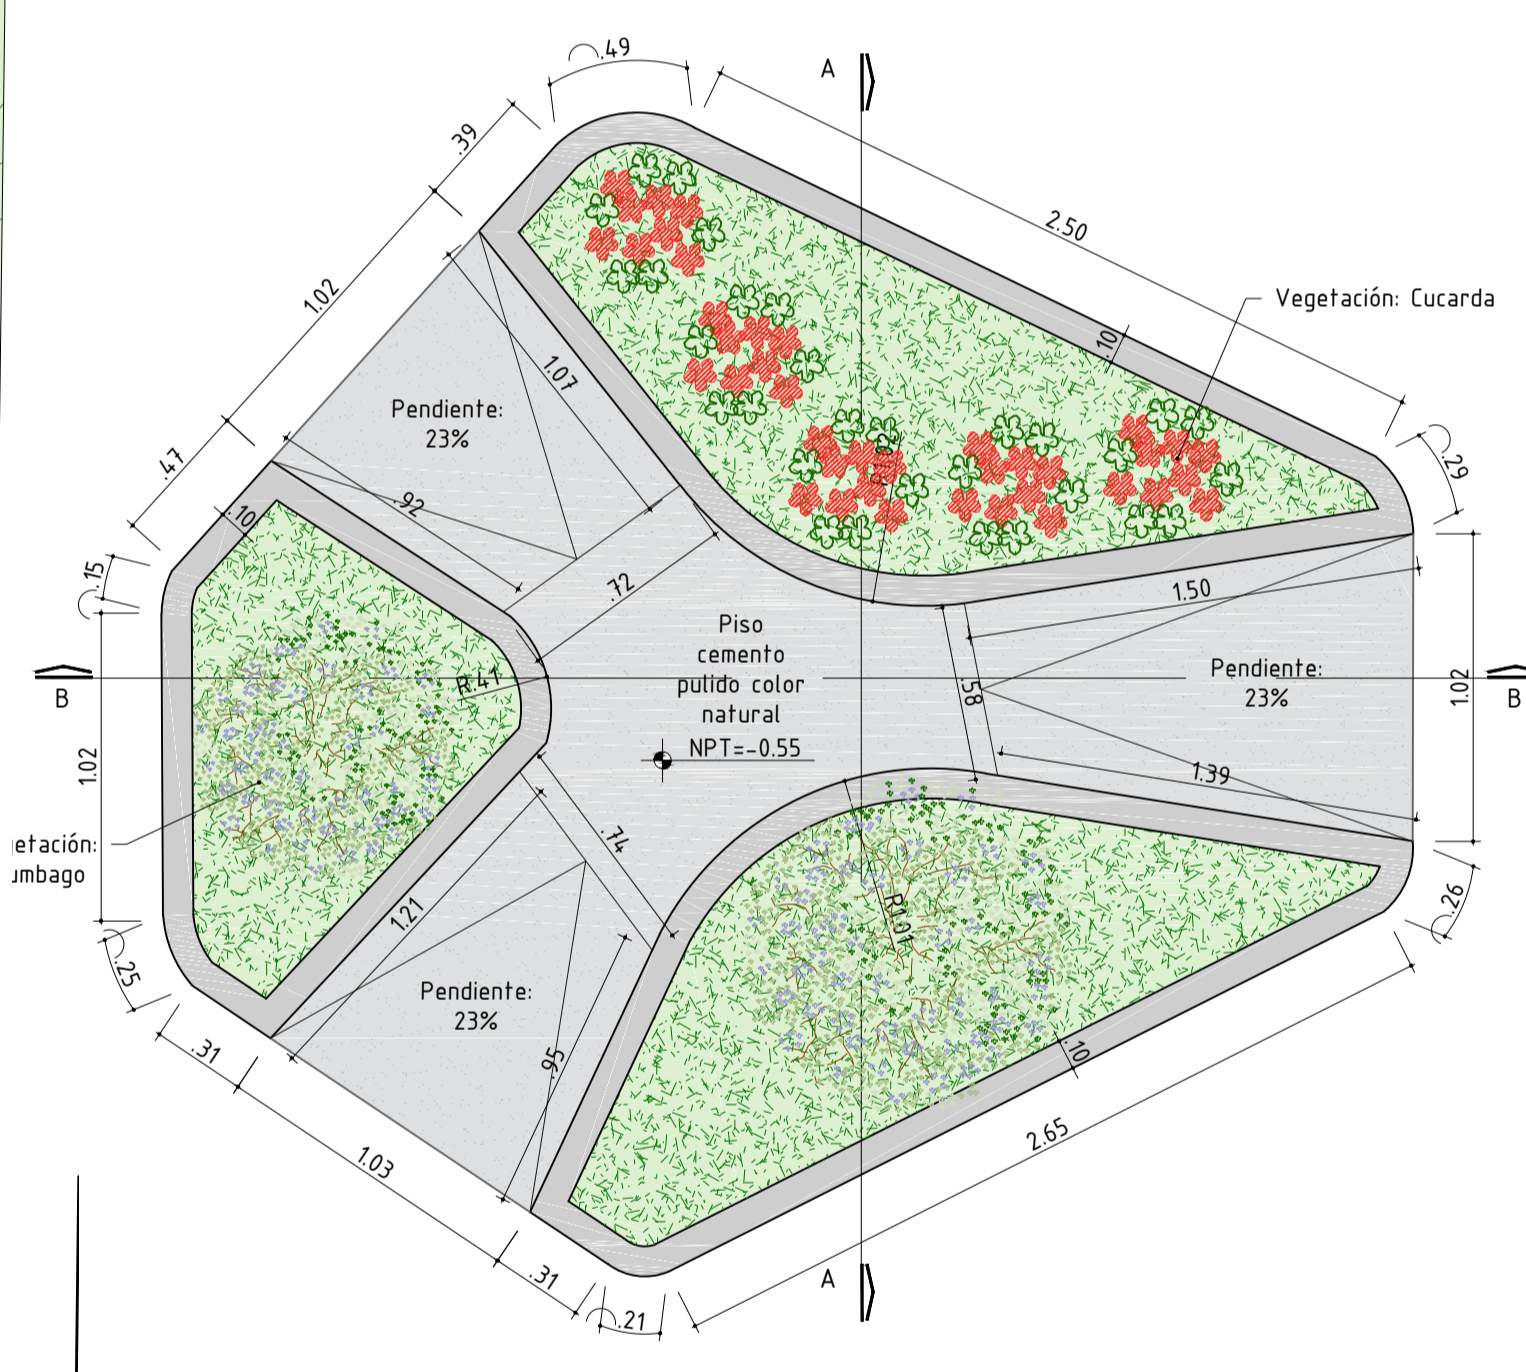 .49
A
.39
2.50
1.02
Vegetación: Cucarda
.10
1.07
Pendiente:
23%
.47
.29
.92
.10
.15
1.50
.72
Piso
cemento
pulido color
natural
NPT=-0.55
Pendiente:
23%
R.41
.58
1.02
B
B
1.02
1.39
.74
etación:
umbago
1.21
R1.01
.26
.25
Pendiente:
23%
.31
.95
.10
1.03
2.65
.31
A
.21